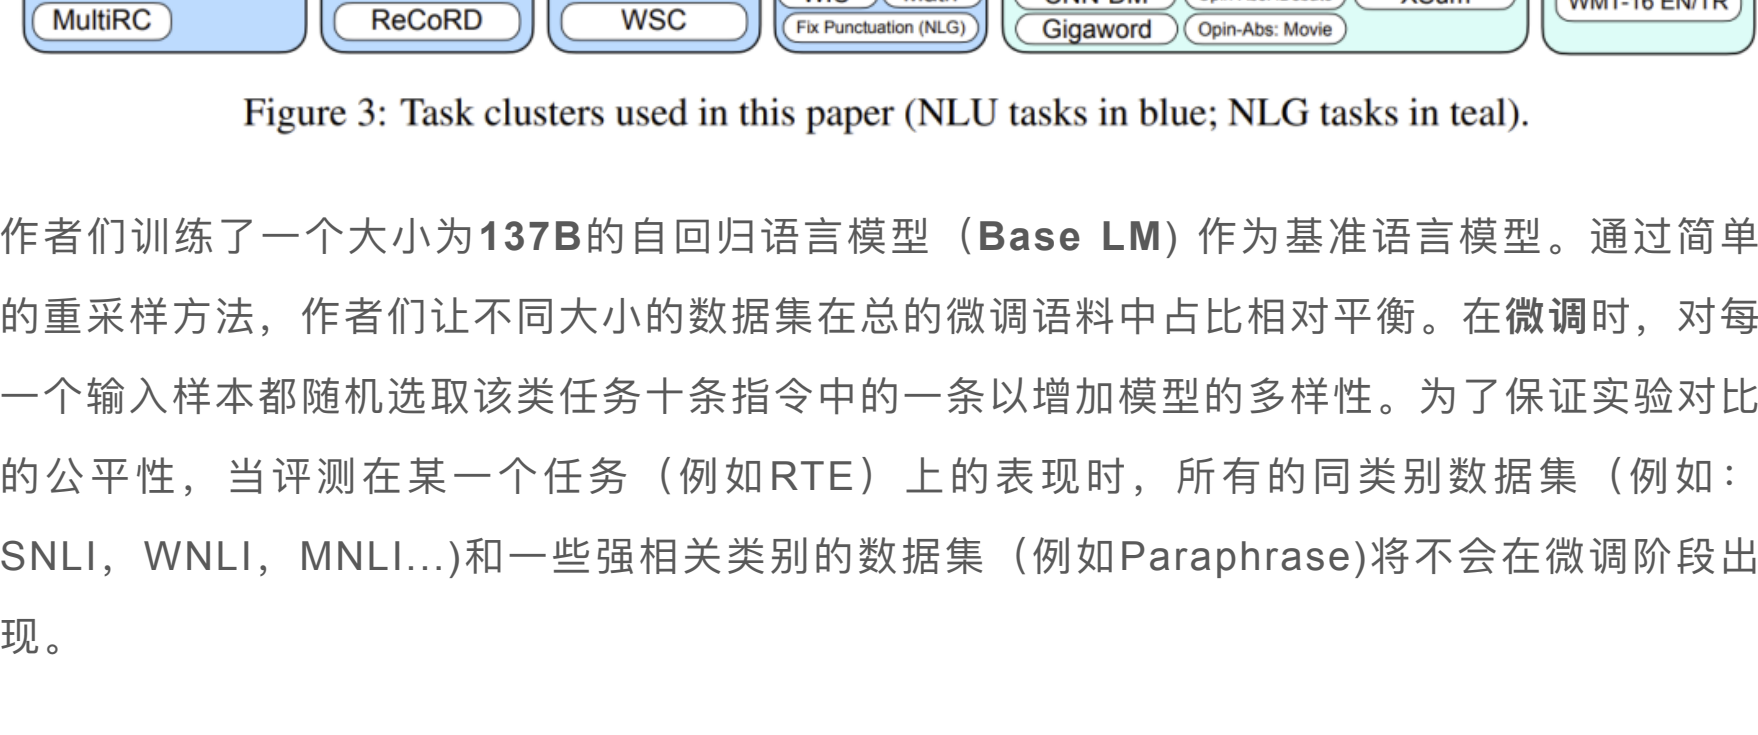 MultiRC
ReCoRD
WSC
Fix Punctuation (NLG)
Gigaword
Opin-Abs: Movie
WMT-16 EN/TR
Figure 3: Task clusters used in this paper (NLU tasks in blue; NLG tasks in teal).
作者们训练了一个大小为137B的自回归语言模型（Base LM) 作为基准语言模型。通过简单
的重采样方法，作者们让不同大小的数据集在总的微调语料中占比相对平衡。在微调时，对每
一个输入样本都随机选取该类任务十条指令中的一条以增加模型的多样性。为了保证实验对比
的公平性，当评测在某一个任务（例如RTE）上的表现时，所有的同类别数据集（例如：
SNLI，WNLI，MNLI...)和一些强相关类别的数据集（例如Paraphrase)将不会在微调阶段出
现。